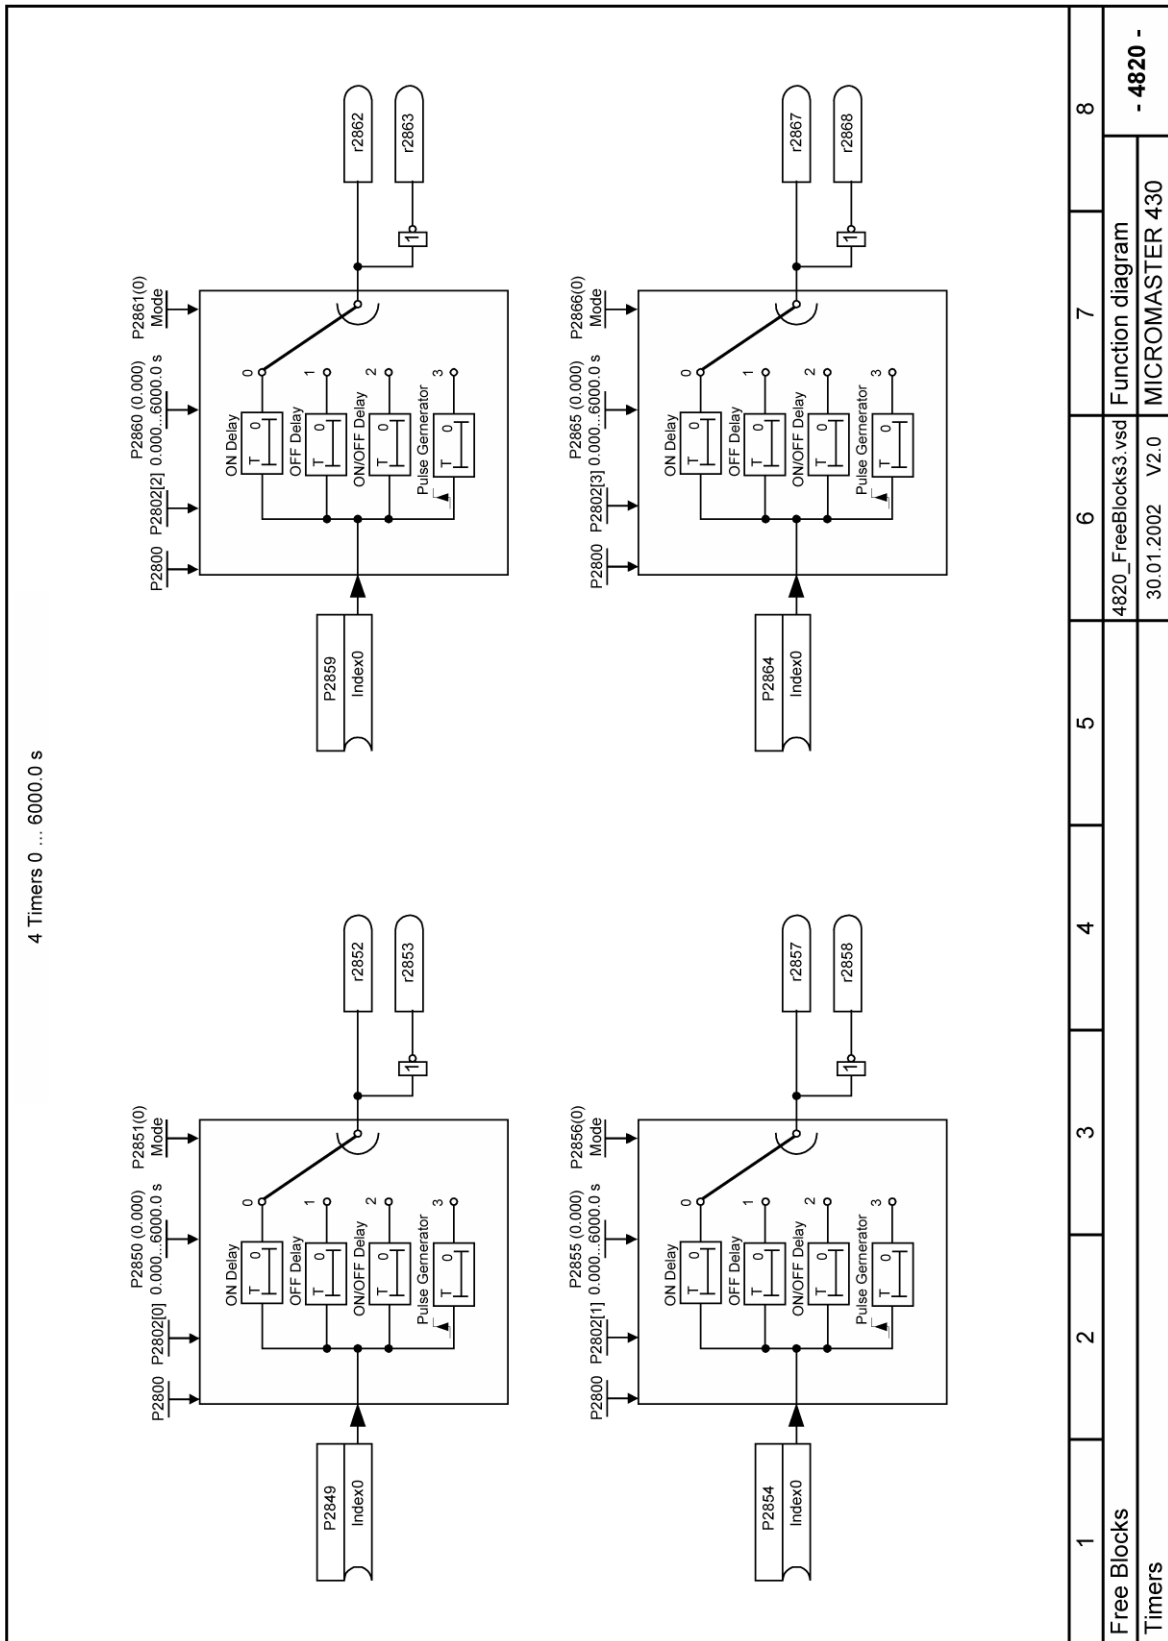 4 Timers 0 ... 6000.0 s
P2800
P2802[0]
P2850 (0.000)
0.000...6000.0 s
P2851(0)
Mode
ON Delay
T 0
0
OFF Delay
T 0
1
ON/OFF Delay
T 0
2
Pulse Gernerator
T 0
3
P2849
Index0
1
r2852
r2853
P2800
P2802[2]
P2860 (0.000)
0.000...6000.0 s
P2861(0)
Mode
ON Delay
T 0
0
OFF Delay
T 0
1
ON/OFF Delay
T 0
2
Pulse Gernerator
T 0
3
P2859
Index0
1
r2862
r2863
P2800
P2802[1]
P2855 (0.000)
0.000...6000.0 s
P2856(0)
Mode
ON Delay
T 0
0
OFF Delay
T 0
1
ON/OFF Delay
T 0
2
Pulse Gernerator
T 0
3
P2854
Index0
1
r2857
r2858
P2800
P2802[3]
P2865 (0.000)
0.000...6000.0 s
P2866(0)
Mode
ON Delay
T 0
0
OFF Delay
T 0
1
ON/OFF Delay
T 0
2
Pulse Gernerator
T 0
3
P2864
Index0
1
r2867
r2868
1 2 3 4 5 6 7 8
Free Blocks 4820_FreeBlocks3.vsd Function diagram
- 4820 -
Timers 30.01.2002 V2.0 MICROMASTER 430